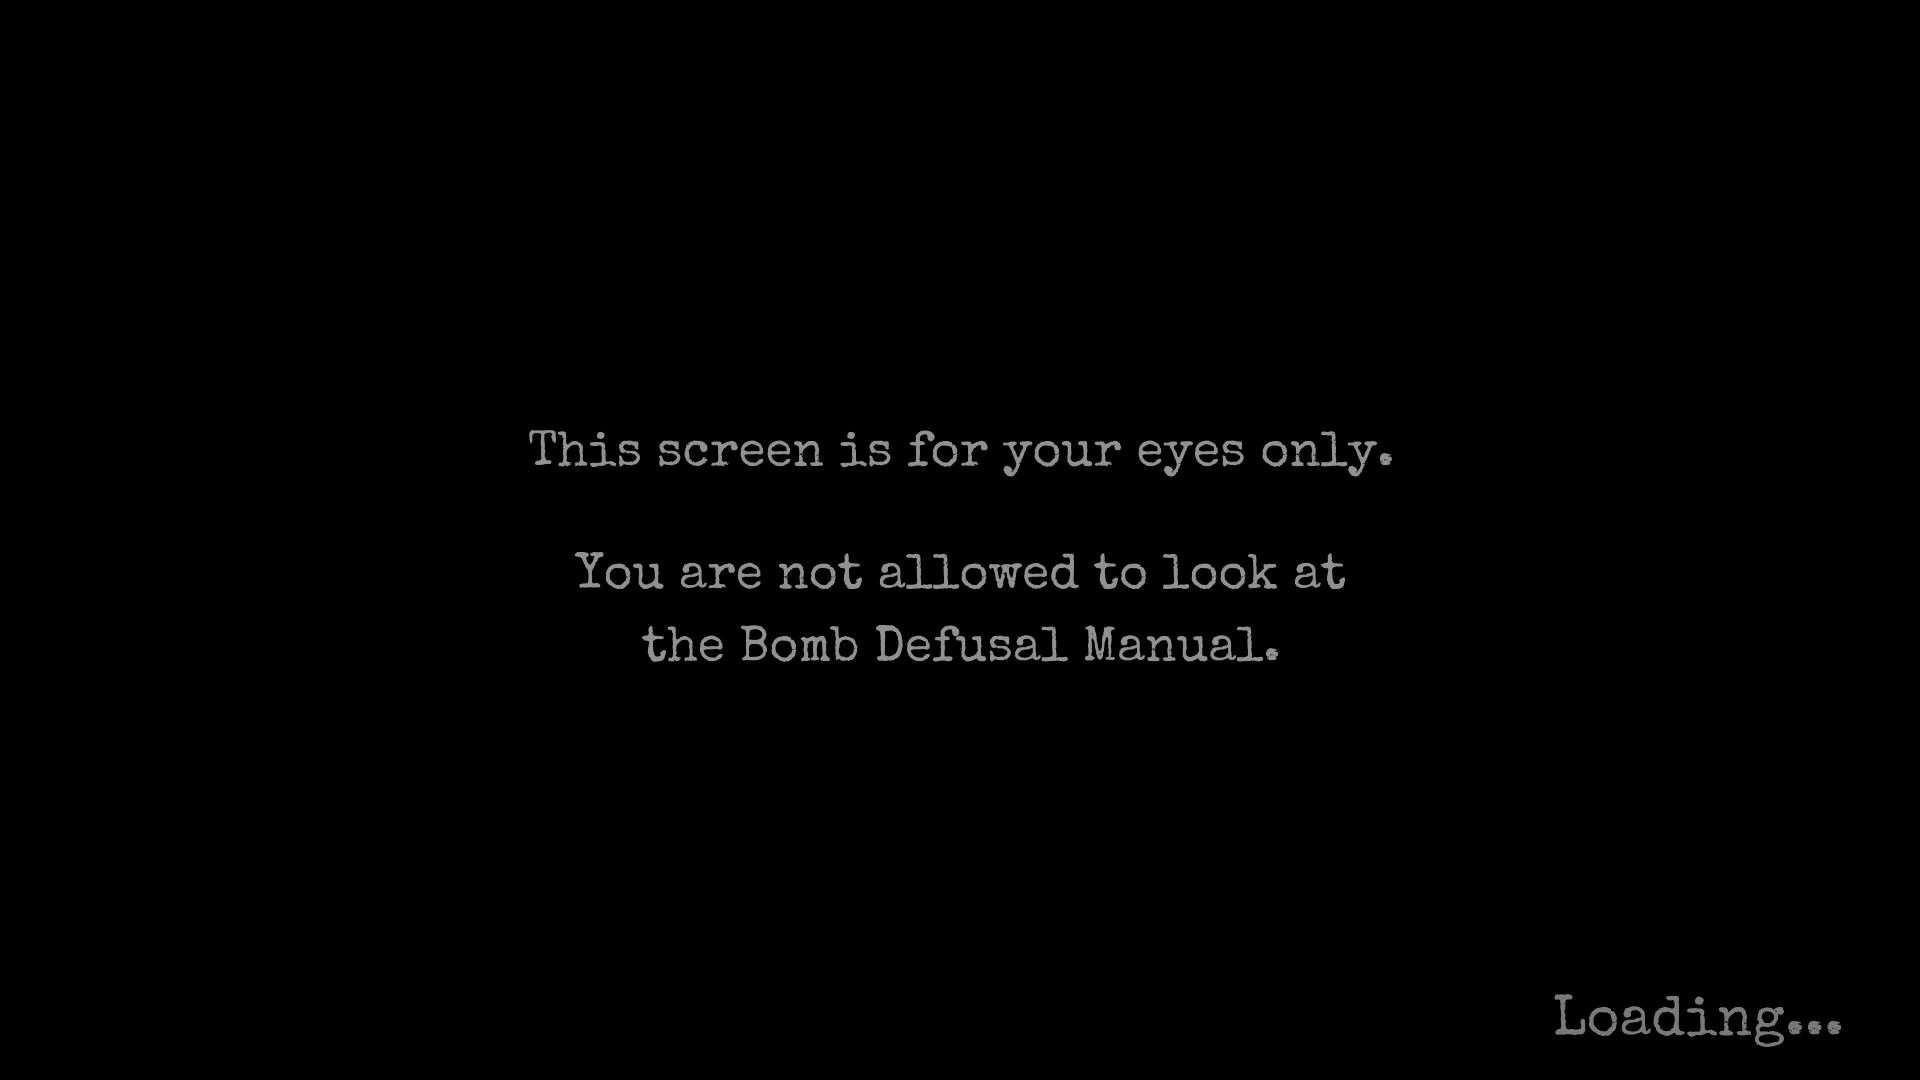 This screen is for your eyes only.
You are not allowed to look at
the Bomb Defusal Manual.
Loading...